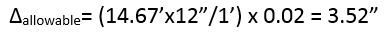 Δallowable= (14.67’x12”/1’) x 0.02 = 3.52”